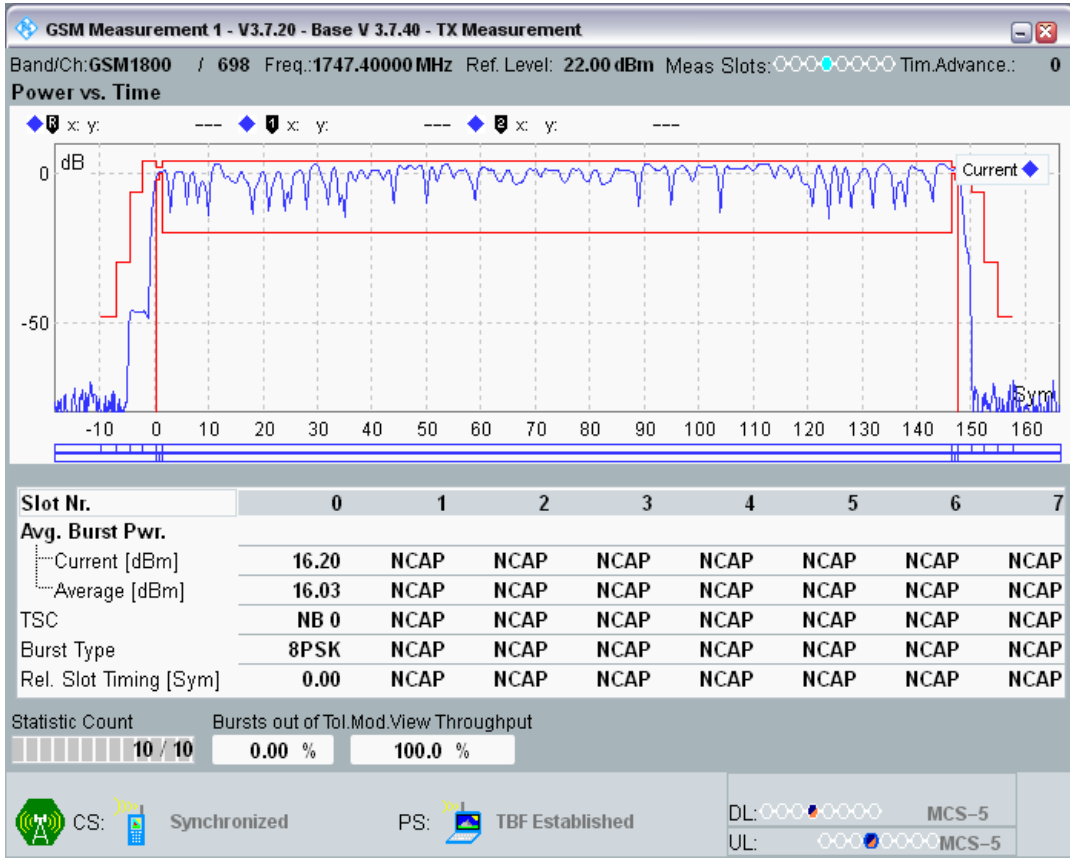 GSM Measurement 1 - V3.7.20 - Base V 3.7.40 - TX Measurement
Band/Ch:GSM1800 / 698 Freq.:1747.40000 MHz Ref. Level: 22.00 dBm Meas Slots: Tim.Advance.: 0
Power vs. Time
R x: y: --- 1 x: y: --- 2 x: y: ---
dB
0
Current
-50
Sym
-10 0 10 20 30 40 50 60 70 80 90 100 110 120 130 140 150 160
Slot Nr. 0 1 2 3 4 5 6 7
Avg. Burst Pwr.
Current [dBm] 16.20 NCAP NCAP NCAP NCAP NCAP NCAP NCAP
Average [dBm] 16.03 NCAP NCAP NCAP NCAP NCAP NCAP NCAP
TSC NB 0 NCAP NCAP NCAP NCAP NCAP NCAP NCAP
Burst Type 8PSK NCAP NCAP NCAP NCAP NCAP NCAP NCAP
Rel. Slot Timing [Sym] 0.00 NCAP NCAP NCAP NCAP NCAP NCAP NCAP
Statistic Count Bursts out of Tol. Mod.View Throughput
10 / 10 0.00 % 100.0 %
CS: Synchronized PS: TBF Established DL: MCS-5
UL: MCS-5